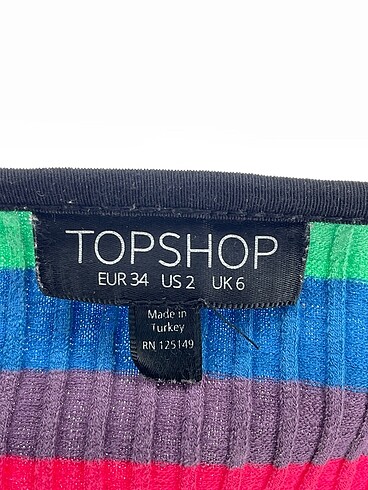 TOPSHOP
EUR 34 US 2 UK 6
Made in
Turkey
RN 125149